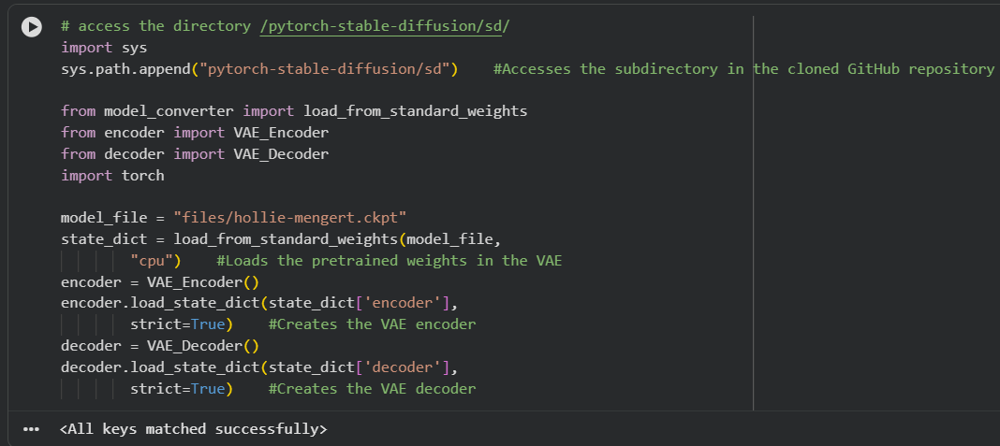 # access the directory /pytorch-stable-diffusion/sd/
import sys
sys.path.append("pytorch-stable-diffusion/sd")    #Accesses the subdirectory in the cloned GitHub repository
from model_converter import load_from_standard_weights
from encoder import VAE_Encoder
from decoder import VAE_Decoder
import torch
model_file = "files/hollie-mengert.ckpt"
state_dict = load_from_standard_weights(model_file,
        "cpu")    #Loads the pretrained weights in the VAE
encoder = VAE_Encoder()
encoder.load_state_dict(state_dict['encoder'],
        strict=True)    #Creates the VAE encoder
decoder = VAE_Decoder()
decoder.load_state_dict(state_dict['decoder'],
        strict=True)    #Creates the VAE decoder
<All keys matched successfully>